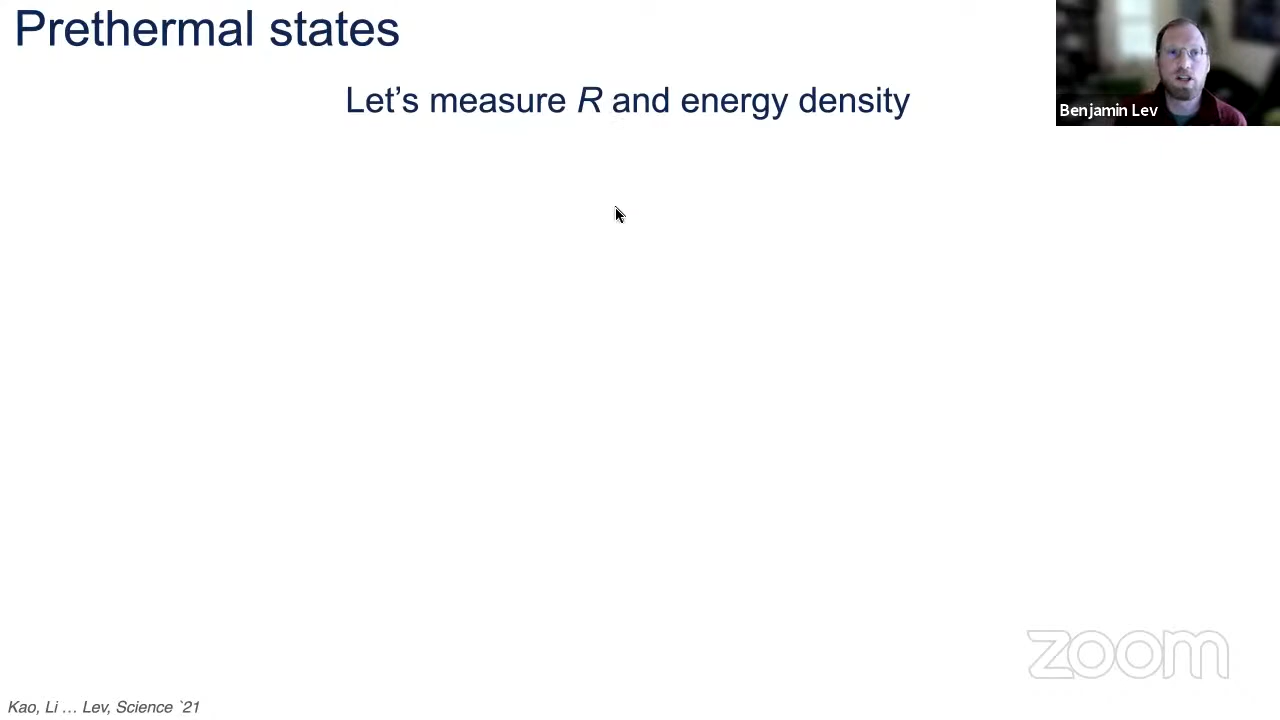 Prethermal states
Let’s measure R and energy density
Benjamin Lev
zoom
Kao, Li … Lev, Science `21